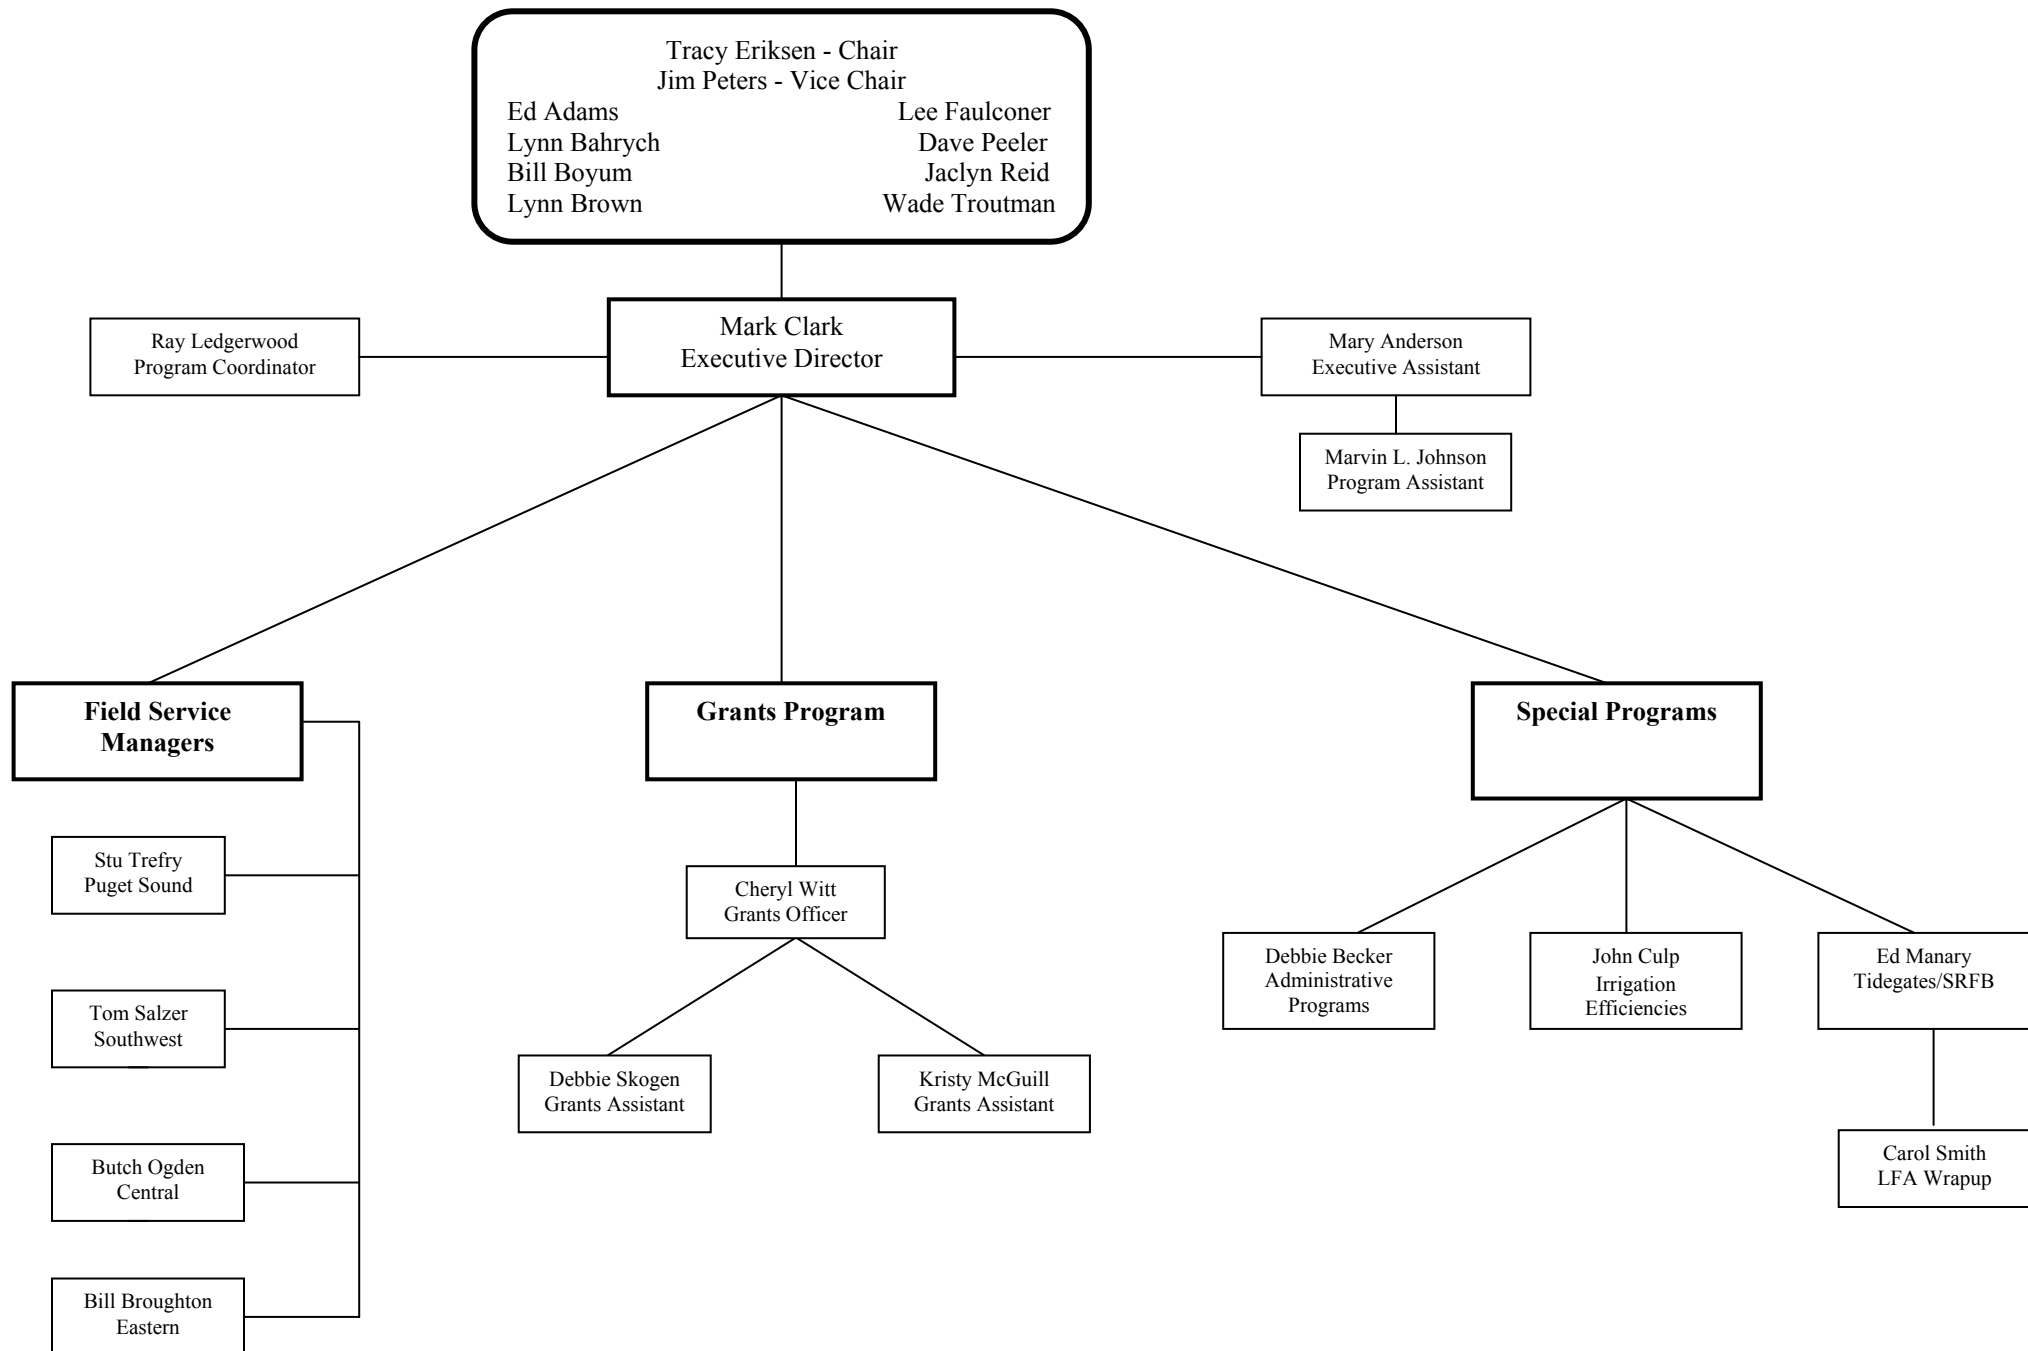 Tracy Eriksen - Chair
Jim Peters - Vice Chair
Ed Adams Lee Faulconer
Lynn Bahrych Dave Peeler
Bill Boyum Jaclyn Reid
Lynn Brown Wade Troutman
Mark Clark
Executive Director
Ray Ledgerwood
Program Coordinator
Mary Anderson
Executive Assistant
Marvin L. Johnson
Program Assistant
Field Service
Managers
Grants Program
Special Programs
Stu Trefry
Puget Sound
Tom Salzer
Southwest
Butch Ogden
Central
Bill Broughton
Eastern
Cheryl Witt
Grants Officer
Debbie Skogen
Grants Assistant
Kristy McGuill
Grants Assistant
Debbie Becker
Administrative
Programs
John Culp
Irrigation
Efficiencies
Ed Manary
Tidegates/SRFB
Carol Smith
LFA Wrapup